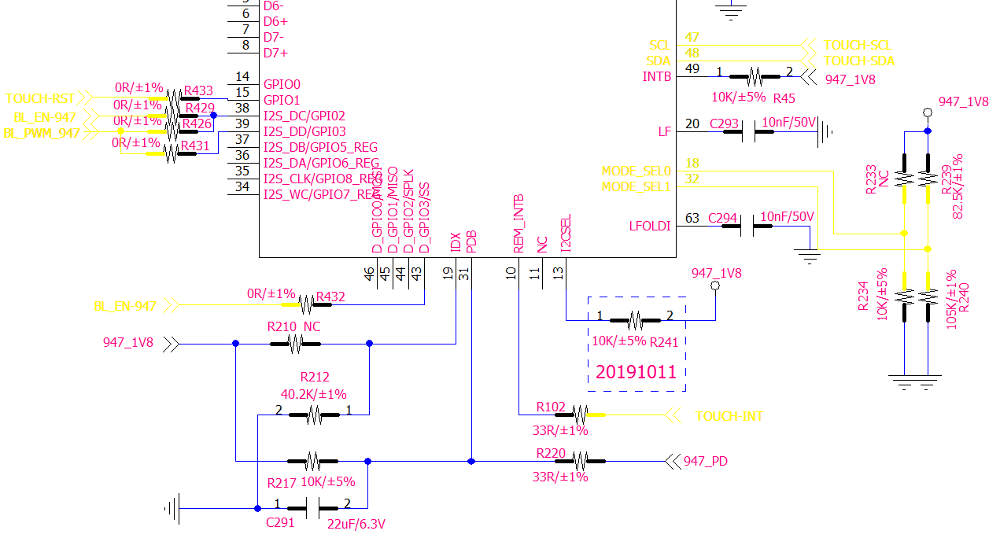 5 D6-
6 D6+
7 D7-
8 D7+
14 GPIO0
15 GPIO1
38 I2S_DC/GPIO2
39 I2S_DD/GPIO3
37 I2S_DB/GPIO5_REG
36 I2S_DA/GPIO6_REG
35 I2S_CLK/GPIO8_REG
34 I2S_WC/GPIO7_REG
TOUCH-RST 0R/±1% R433
BL_EN-947 0R/±1% R429
BL_PWM_947 0R/±1% R426
0R/±1% R431
SCL 47 TOUCH-SCL
SDA 48 TOUCH-SDA
INTB 49 1 2 947_1V8
10K/±5% R45
LF 20 C293 10nF/50V
MODE_SEL0 18
MODE_SEL1 32
LFOLDI 63 C294 10nF/50V
947_1V8
R233 NC
R239 82.5K/±1%
R234 10K/±5%
R240 105K/±1%
D_GPIO0/MOSI 46
D_GPIO1/MISO 45
D_GPIO2/SPLK 44
D_GPIO3/SS 43
IDX 19
PDB 31
REM_INTB 10
NC 11
I2CSEL 13
BL_EN-947 0R/±1% R432
947_1V8 R210 NC
R212
40.2K/±1%
2 1
R217 10K/±5%
1 2
C291 22uF/6.3V
947_1V8
1 2
10K/±5% R241
20191011
R102 TOUCH-INT
33R/±1%
R220 947_PD
33R/±1%